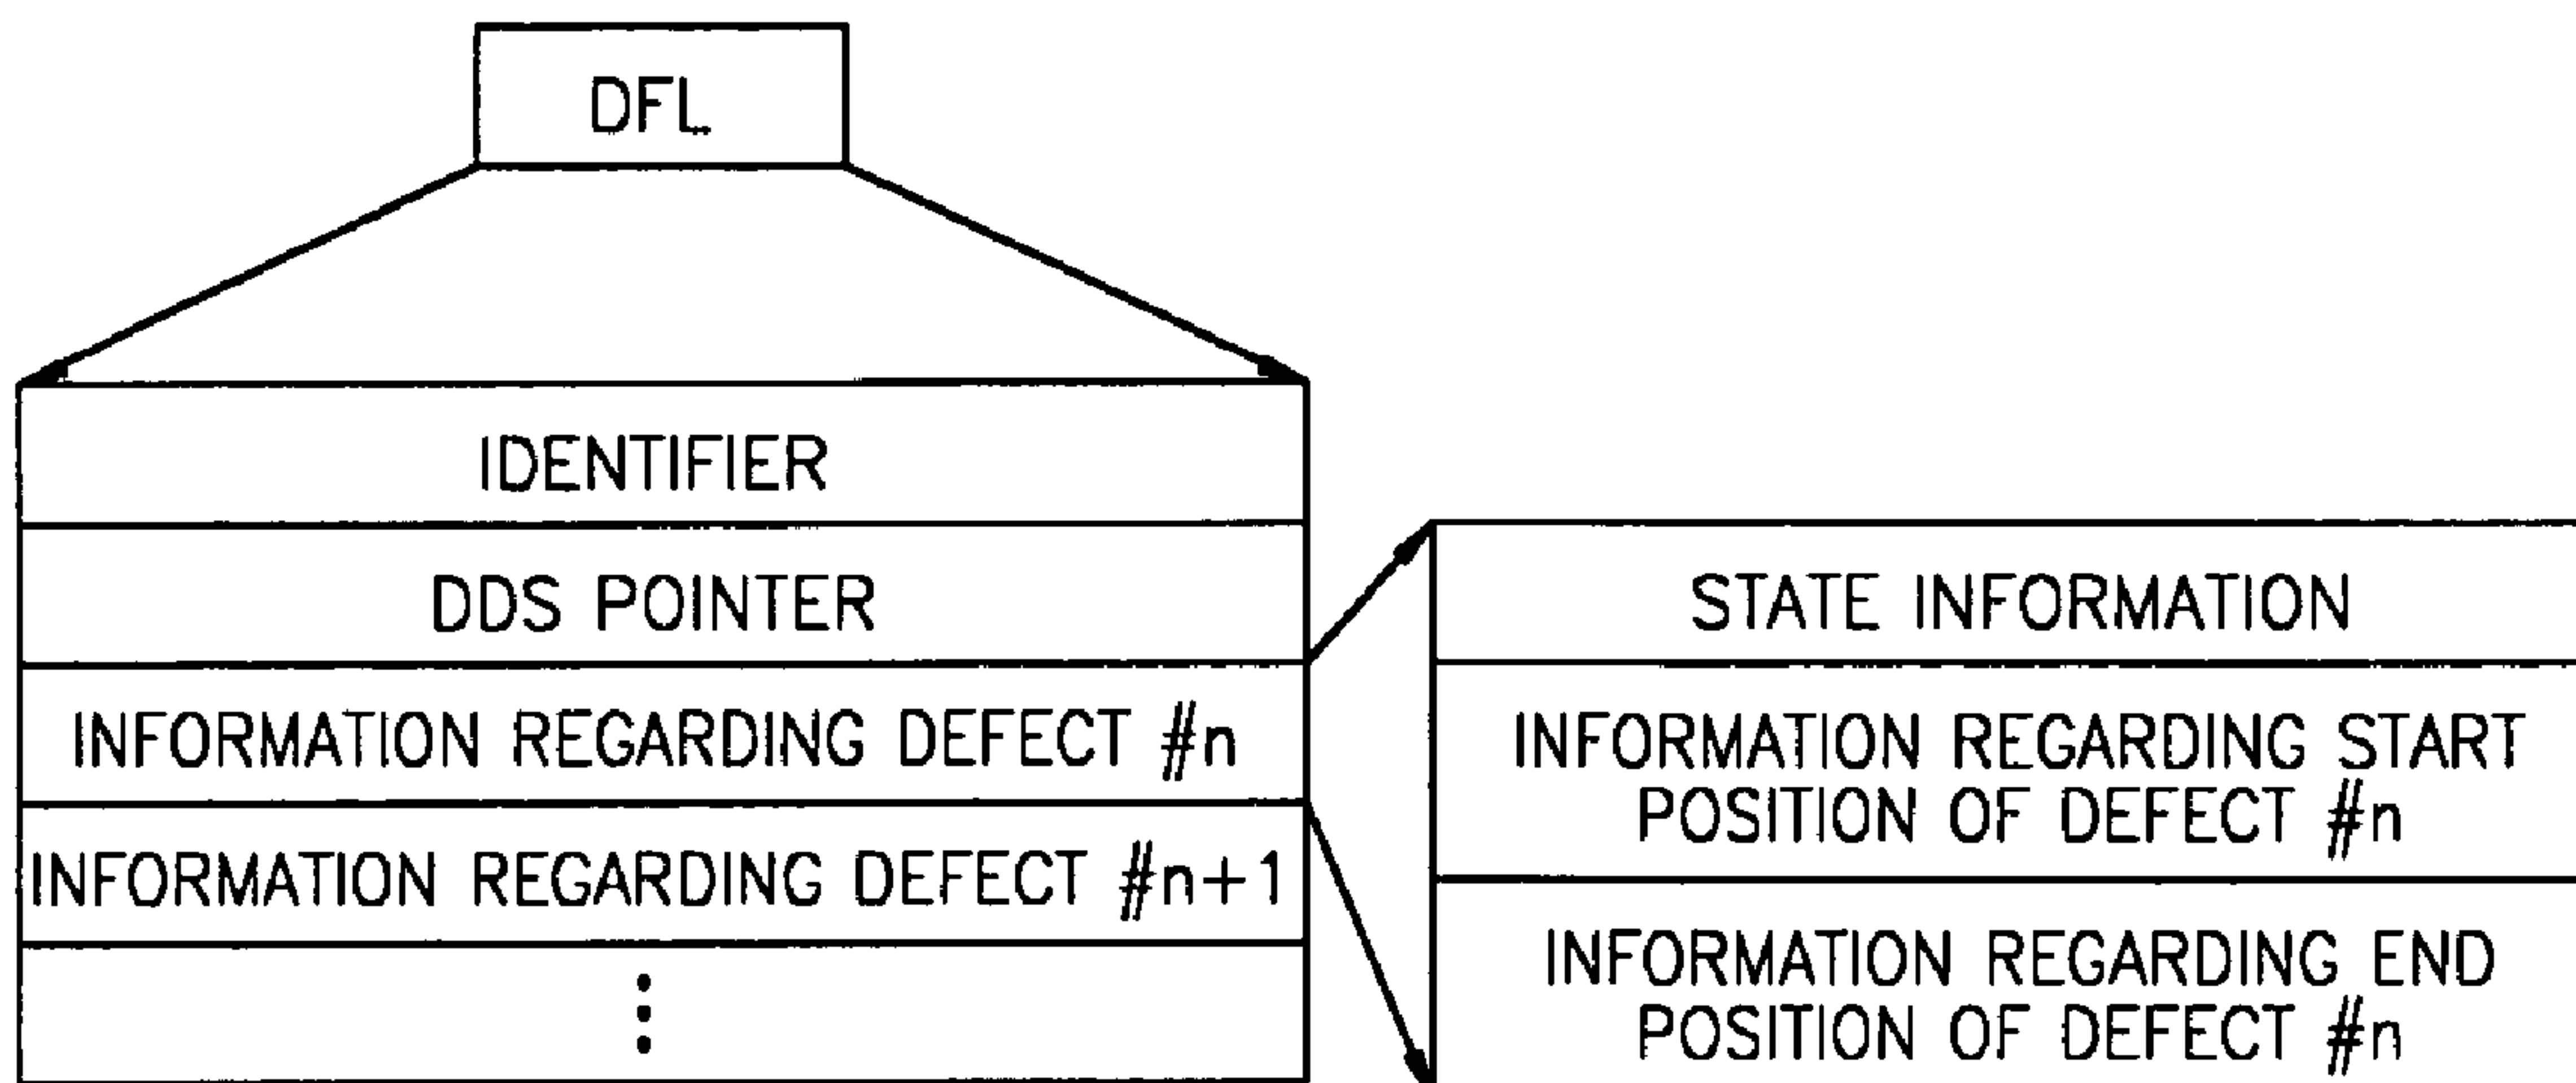 DFL
IDENTIFIER
DDS POINTER
INFORMATION REGARDING DEFECT #n
INFORMATION REGARDING DEFECT #n+1
STATE INFORMATION
INFORMATION REGARDING START
POSITION OF DEFECT #n
INFORMATION REGARDING END
POSITION OF DEFECT #n